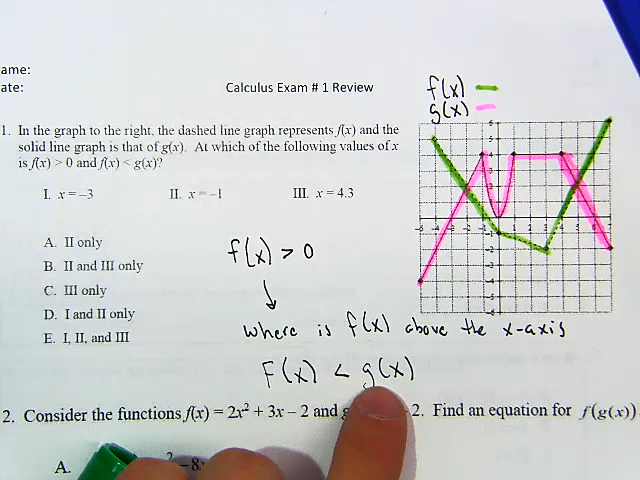 ame:
ate:
Calculus Exam # 1 Review
f(x)
g(x)
1. In the graph to the right, the dashed line graph represents f(x) and the
solid line graph is that of g(x). At which of the following values of x
is f(x) > 0 and f(x) < g(x)?
I. x = –3 II. x = –1 III. x = 4.3
A. II only
B. II and III only
C. III only
D. I and II only
E. I, II, and III
f(x) > 0
where is f(x) above the x-axis
F(x) < g(x)
2. Consider the functions f(x) = 2x² + 3x – 2 and 2. Find an equation for f(g(x))
A.